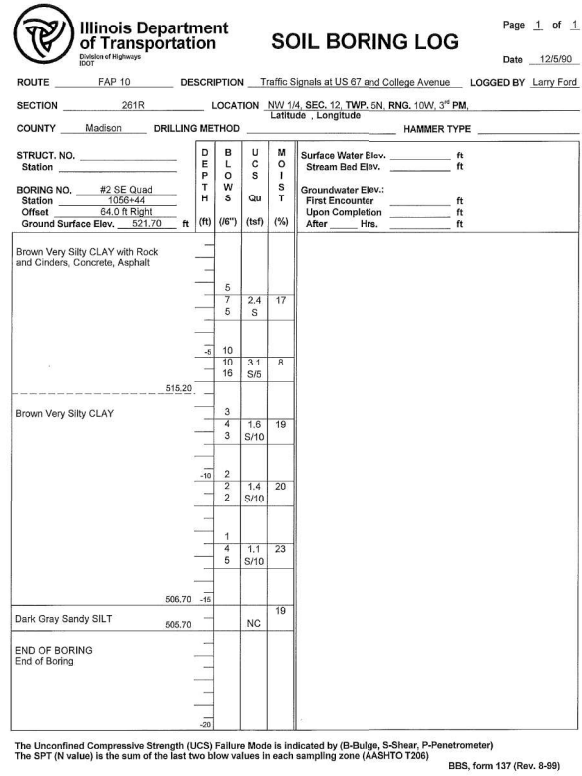 Illinois Department
of Transportation
Division of Highways
IDOT
SOIL BORING LOG
Page 1 of 1
Date 12/5/90
ROUTE FAP 10 DESCRIPTION Traffic Signals at US 67 and College Avenue LOGGED BY Larry Ford
SECTION 261R LOCATION NW 1/4, SEC. 12, TWP. 5N, RNG. 10W, 3rd PM,
Latitude , Longitude
COUNTY Madison DRILLING METHOD HAMMER TYPE
STRUCT. NO.
Station
BORING NO. #2 SE Quad
Station 1056+44
Offset 64.0 ft Right
Ground Surface Elev. 521.70 ft
DEPTH (ft)
BLOWS (/6")
UCS Qu (tsf)
MOIST (%)
Surface Water Elev. ft
Stream Bed Elev. ft
Groundwater Elev.:
First Encounter ft
Upon Completion ft
After Hrs. ft
Brown Very Silty CLAY with Rock
and Cinders, Concrete, Asphalt
5
7 2.4 17
5 S
-5 10
10 3.1 8
16 S/5
515.20
Brown Very Silty CLAY 3
4 1.6 19
3 S/10
-10 2
2 1.4 20
2 S/10
1
4 1.1 23
5 S/10
506.70 -15
19
Dark Gray Sandy SILT
505.70 NC
END OF BORING
End of Boring
-20
The Unconfined Compressive Strength (UCS) Failure Mode is indicated by (B-Bulge, S-Shear, P-Penetrometer)
The SPT (N value) is the sum of the last two blow values in each sampling zone (AASHTO T206)
BBS, form 137 (Rev. 8-99)